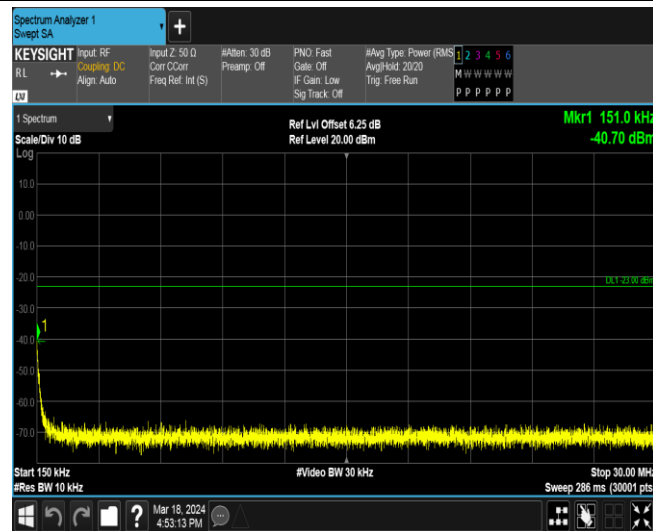 Spectrum Analyzer 1
Swept SA
+
KEYSIGHT
RL
LXI
Input: RF
Coupling: DC
Align: Auto
Input Z: 50 Ω
Corr CCorr
Freq Ref: Int (S)
#Atten: 30 dB
Preamp: Off
PNO: Fast
Gate: Off
IF Gain: Low
Sig Track: Off
#Avg Type: Power (RMS
Avg|Hold: 20/20
Trig: Free Run
1 2 3 4 5 6
M W W W W W
P P P P P P
1 Spectrum
Scale/Div 10 dB
Log
Ref Lvl Offset 6.25 dB
Ref Level 20.00 dBm
Mkr1 151.0 kHz
-40.70 dBm
10.0
0.00
-10.0
-20.0
DL1 -23.00 dBm
-30.0
1
-40.0
-50.0
-60.0
-70.0
Start 150 kHz
#Res BW 10 kHz
#Video BW 30 kHz
Stop 30.00 MHz
Sweep 286 ms (30001 pts
?
Mar 18, 2024
4:53:13 PM